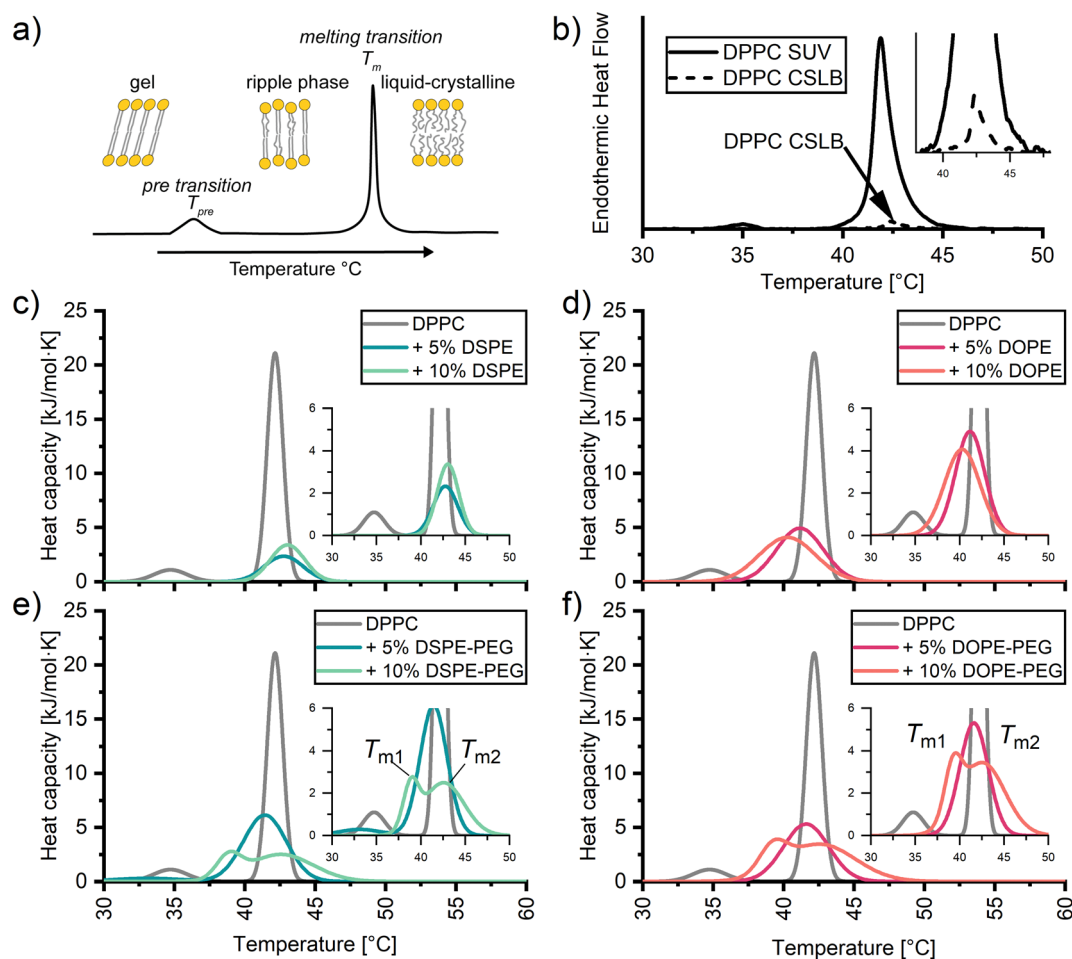 a)
melting transition
Tm
gel
ripple phase
liquid-crystalline
pre transition
Tpre
Temperature °C
b)
Endothermic Heat Flow
DPPC SUV
DPPC CSLB
DPPC CSLB
40 45
30 35 40 45 50
Temperature [°C]
c)
Heat capacity [kJ/mol·K]
25
20
15
10
5
0
DPPC
+ 5% DSPE
+ 10% DSPE
6
4
2
0
30 35 40 45 50
d)
Heat capacity [kJ/mol·K]
25
20
15
10
5
0
DPPC
+ 5% DOPE
+ 10% DOPE
6
4
2
0
30 35 40 45 50
e)
Heat capacity [kJ/mol·K]
25
20
15
10
5
0
DPPC
+ 5% DSPE-PEG
+ 10% DSPE-PEG
Tm1
Tm2
6
4
2
0
30 35 40 45 50
30 35 40 45 50 55 60
Temperature [°C]
f)
Heat capacity [kJ/mol·K]
25
20
15
10
5
0
DPPC
+ 5% DOPE-PEG
+ 10% DOPE-PEG
Tm1
Tm2
6
4
2
0
30 35 40 45 50
30 35 40 45 50 55 60
Temperature [°C]